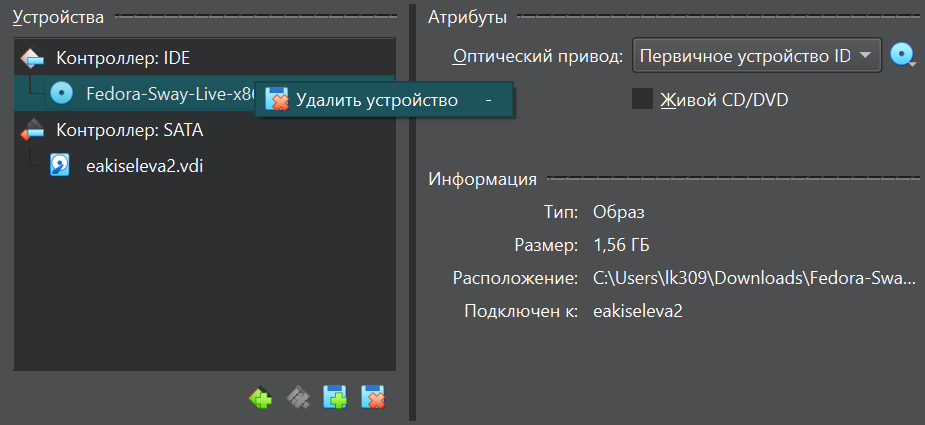 Устройства
Контроллер: IDE
Fedora-Sway-Live-x86
Удалить устройство -
Контроллер: SATA
eakiseleva2.vdi
Атрибуты
Оптический привод: Первичное устройство ID
Живой CD/DVD
Информация
Тип: Образ
Размер: 1,56 ГБ
Расположение: C:\Users\lk309\Downloads\Fedora-Swa...
Подключен к: eakiseleva2